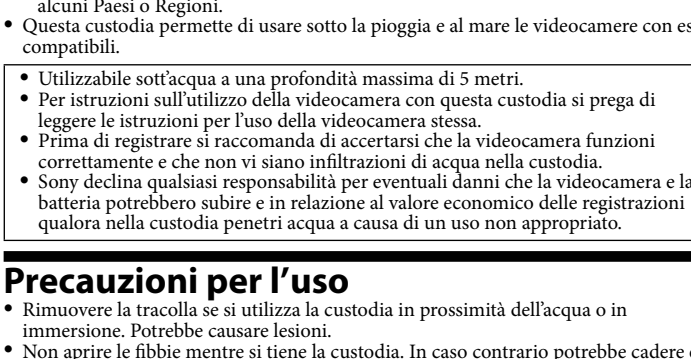 alcuni Paesi o Regioni.
• Questa custodia permette di usare sotto la pioggia e al mare le videocamere con
compatibili.
• Utilizzabile sott'acqua a una profondità massima di 5 metri.
• Per istruzioni sull'utilizzo della videocamera con questa custodia si prega di
leggere le istruzioni per l'uso della videocamera stessa.
• Prima di registrare si raccomanda di accertarsi che la videocamera funzioni
correttamente e che non vi siano infiltrazioni di acqua nella custodia.
• Sony declina qualsiasi responsabilità per eventuali danni che la videocamera e la
batteria potrebbero subire e in relazione al valore economico delle registrazioni
qualora nella custodia penetri acqua a causa di un uso non appropriato.
Precauzioni per l'uso
• Rimuovere la tracolla se si utilizza la custodia in prossimità dell'acqua o in
immersione. Potrebbe causare lesioni.
• Non aprire le fibbie mentre si tiene la custodia. In caso contrario potrebbe cadere